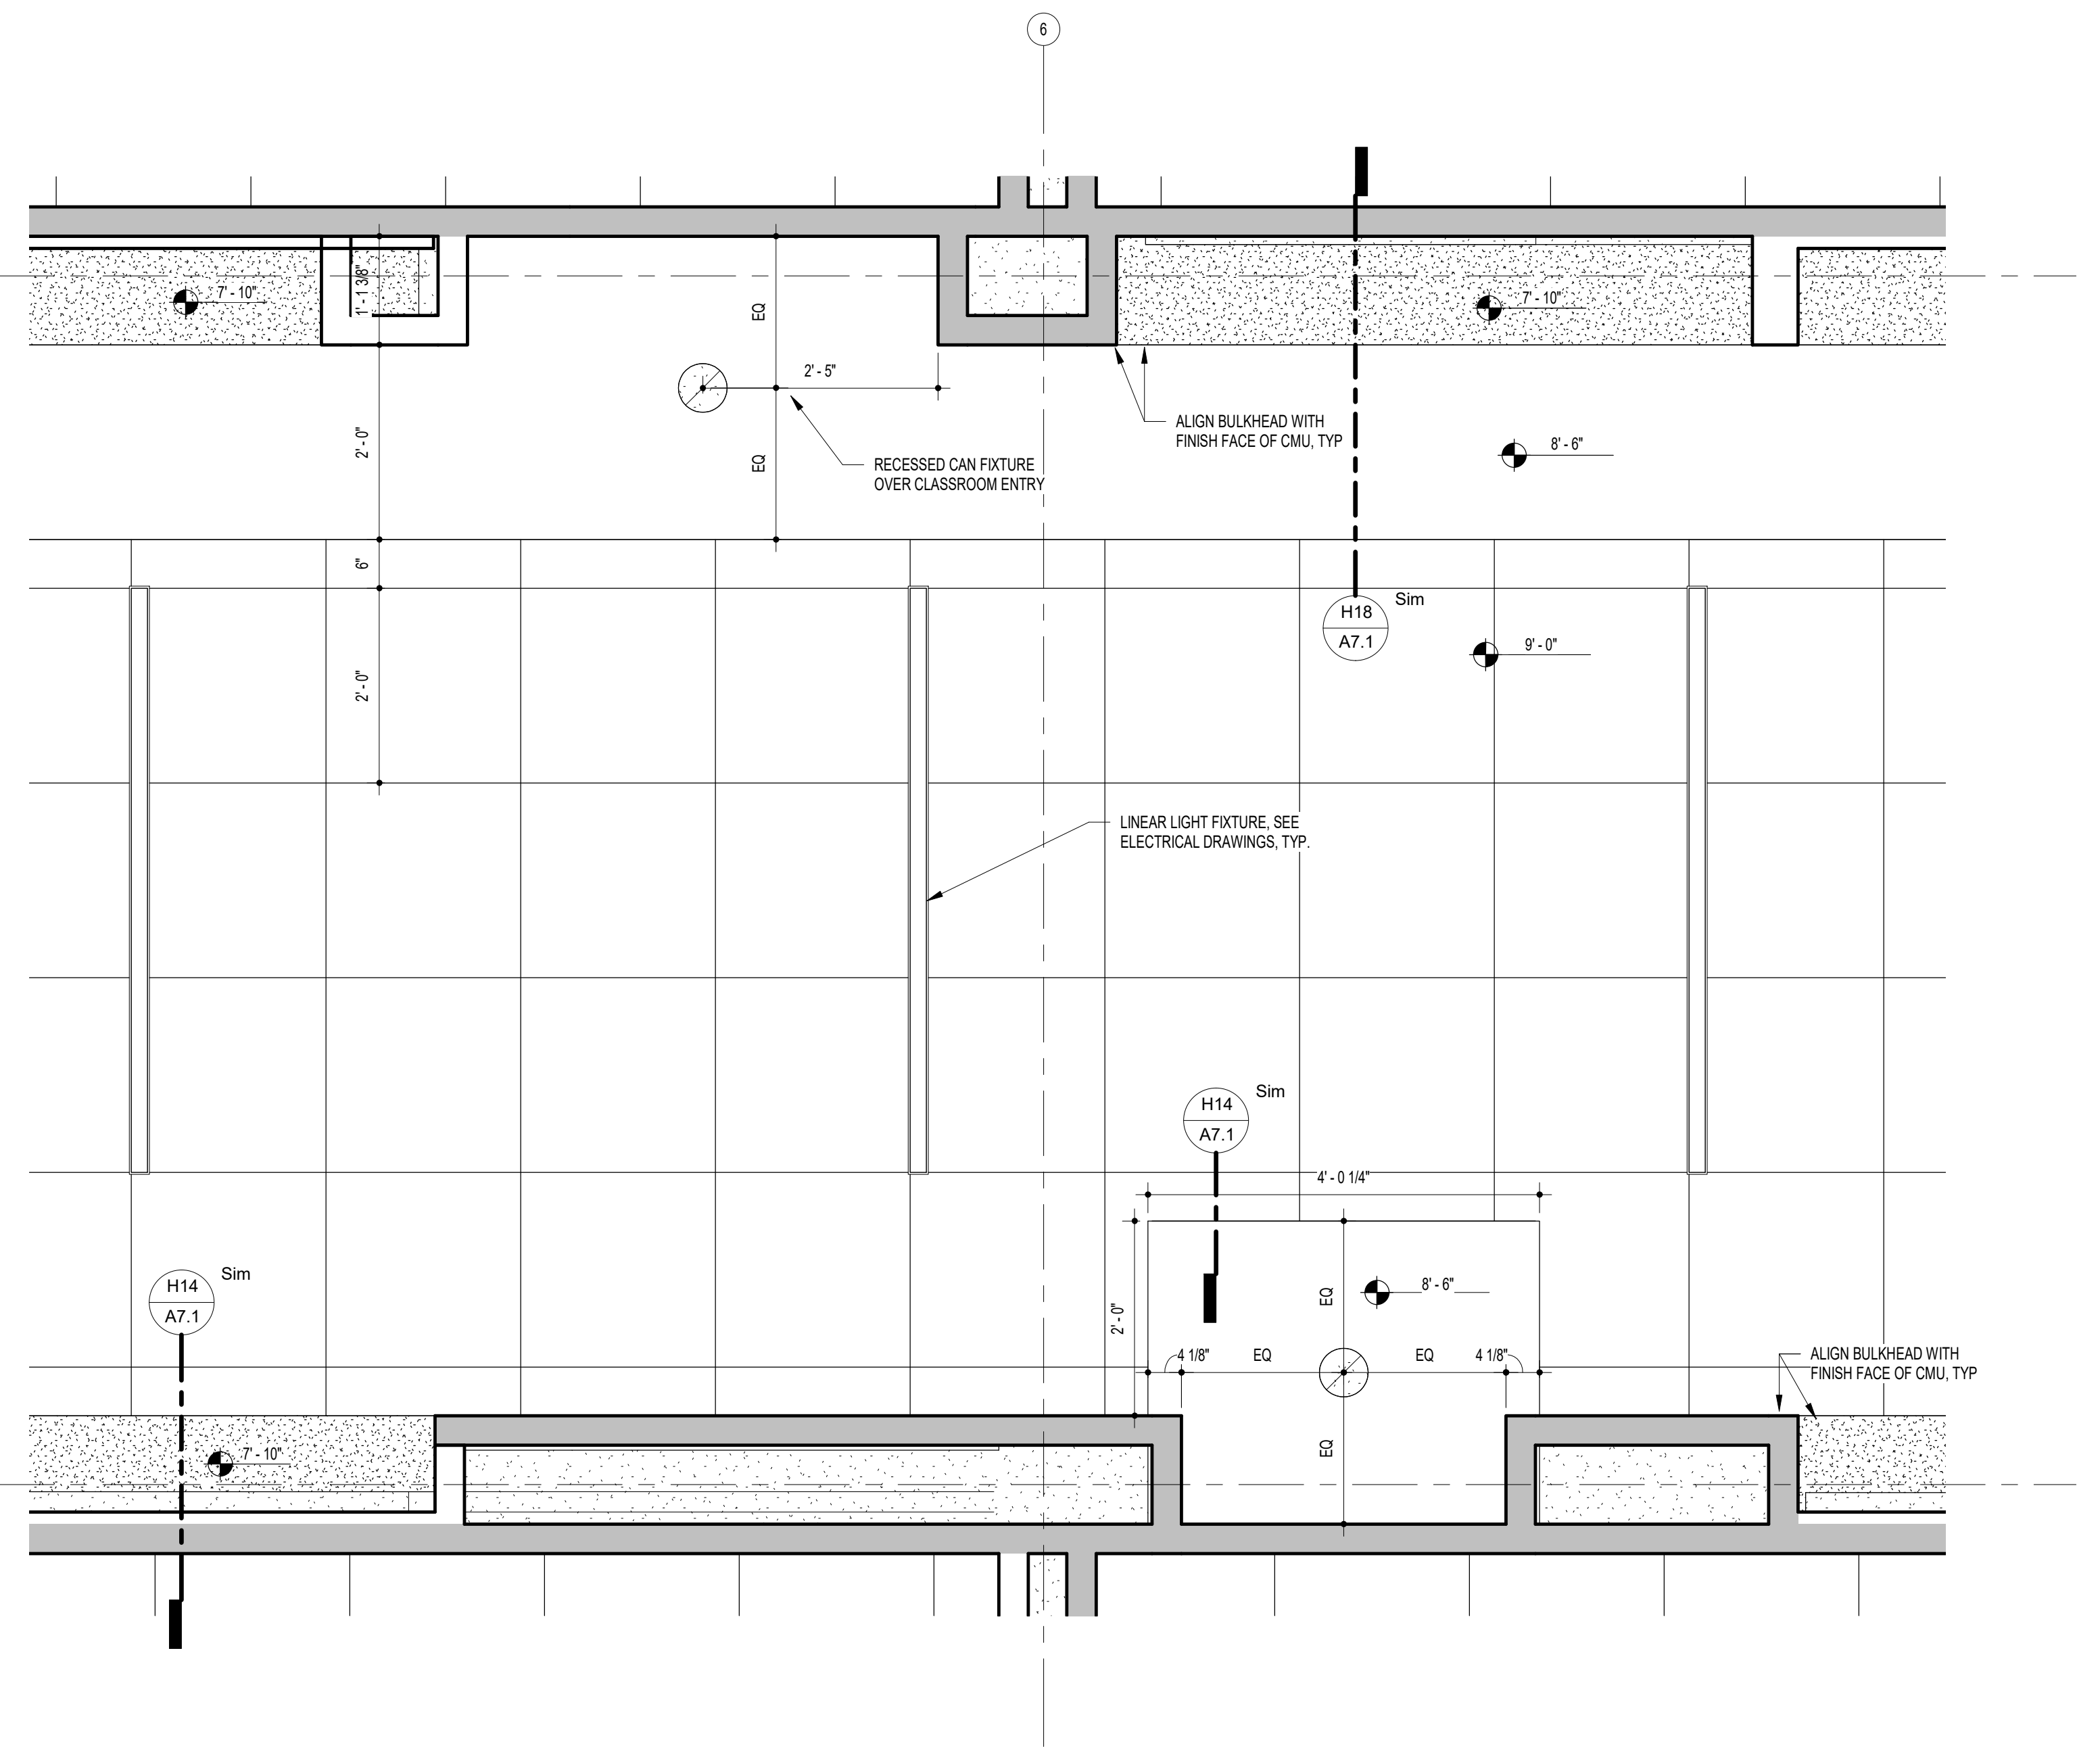 6
7' - 10"
1' - 1 3/8"
EQ
7' - 10"
2' - 5"
ALIGN BULKHEAD WITH
FINISH FACE OF CMU, TYP
2' - 0"
EQ
RECESSED CAN FIXTURE
OVER CLASSROOM ENTRY
8' - 6"
6"
H18
A7.1
Sim
9' - 0"
2' - 0"
LINEAR LIGHT FIXTURE, SEE
ELECTRICAL DRAWINGS, TYP.
H14
A7.1
Sim
4' - 0 1/4"
H14
A7.1
Sim
2' - 0"
EQ
8' - 6"
4 1/8"
EQ
EQ
4 1/8"
ALIGN BULKHEAD WITH
FINISH FACE OF CMU, TYP
7' - 10"
EQ